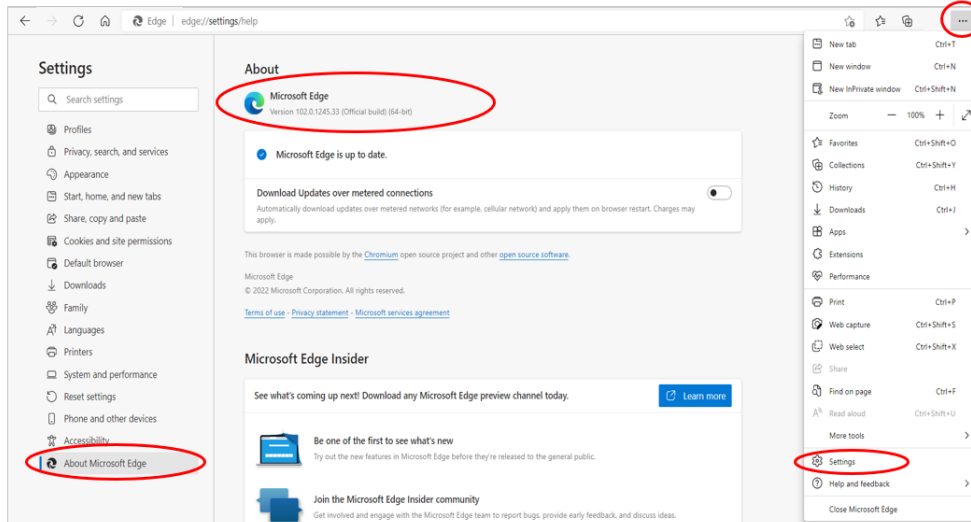 Edge
edge://settings/help
Settings
Search settings
Profiles
Privacy, search, and services
Appearance
Start, home, and new tabs
Share, copy and paste
Cookies and site permissions
Default browser
Downloads
Family
Languages
Printers
System and performance
Reset settings
Phone and other devices
Accessibility
About Microsoft Edge
About
Microsoft Edge
Version 102.0.1245.33 (Official build) (64-bit)
Microsoft Edge is up to date.
Download Updates over metered connections
Automatically download updates over metered networks (for example, cellular network) and apply them on browser restart. Charges may
apply.
This browser is made possible by the Chromium open source project and other open source software.
Microsoft Edge
© 2022 Microsoft Corporation. All rights reserved.
Terms of use - Privacy statement - Microsoft services agreement
Microsoft Edge Insider
See what's coming up next! Download any Microsoft Edge preview channel today.
Learn more
Be one of the first to see what's new
Try out the new features in Microsoft Edge before they're released to the general public.
Join the Microsoft Edge Insider community
Get involved and engage with the Microsoft Edge team to report bugs, provide early feedback, and discuss ideas.
New tab Ctrl+T
New window Ctrl+N
New InPrivate window Ctrl+Shift+N
Zoom — 100% +
Favorites Ctrl+Shift+O
Collections Ctrl+Shift+Y
History Ctrl+H
Downloads Ctrl+J
Apps
Extensions
Performance
Print Ctrl+P
Web capture Ctrl+Shift+S
Web select Ctrl+Shift+X
Share
Find on page Ctrl+F
Read aloud Ctrl+Shift+U
More tools
Settings
Help and feedback
Close Microsoft Edge